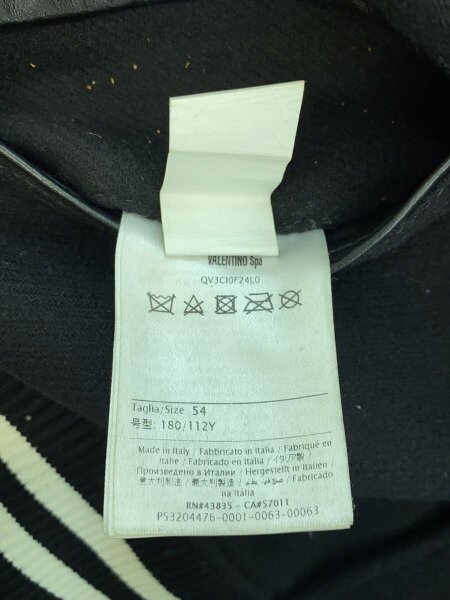 VALENTINO Spa
QV3CI0F24L0
Taglia/Size 54
号型: 180/112Y
Made in Italy / Fabbricato in Italia / Fabriqué en
Italie / Fabricado en Italia / イタリア製 /
Произведено в Италии / Hergestellt in Italien /
意大利制造 / 義大利製造 / / Fabricado
na Italia
RN#43835 - CA#57011
P53204476-0001-0063-00063